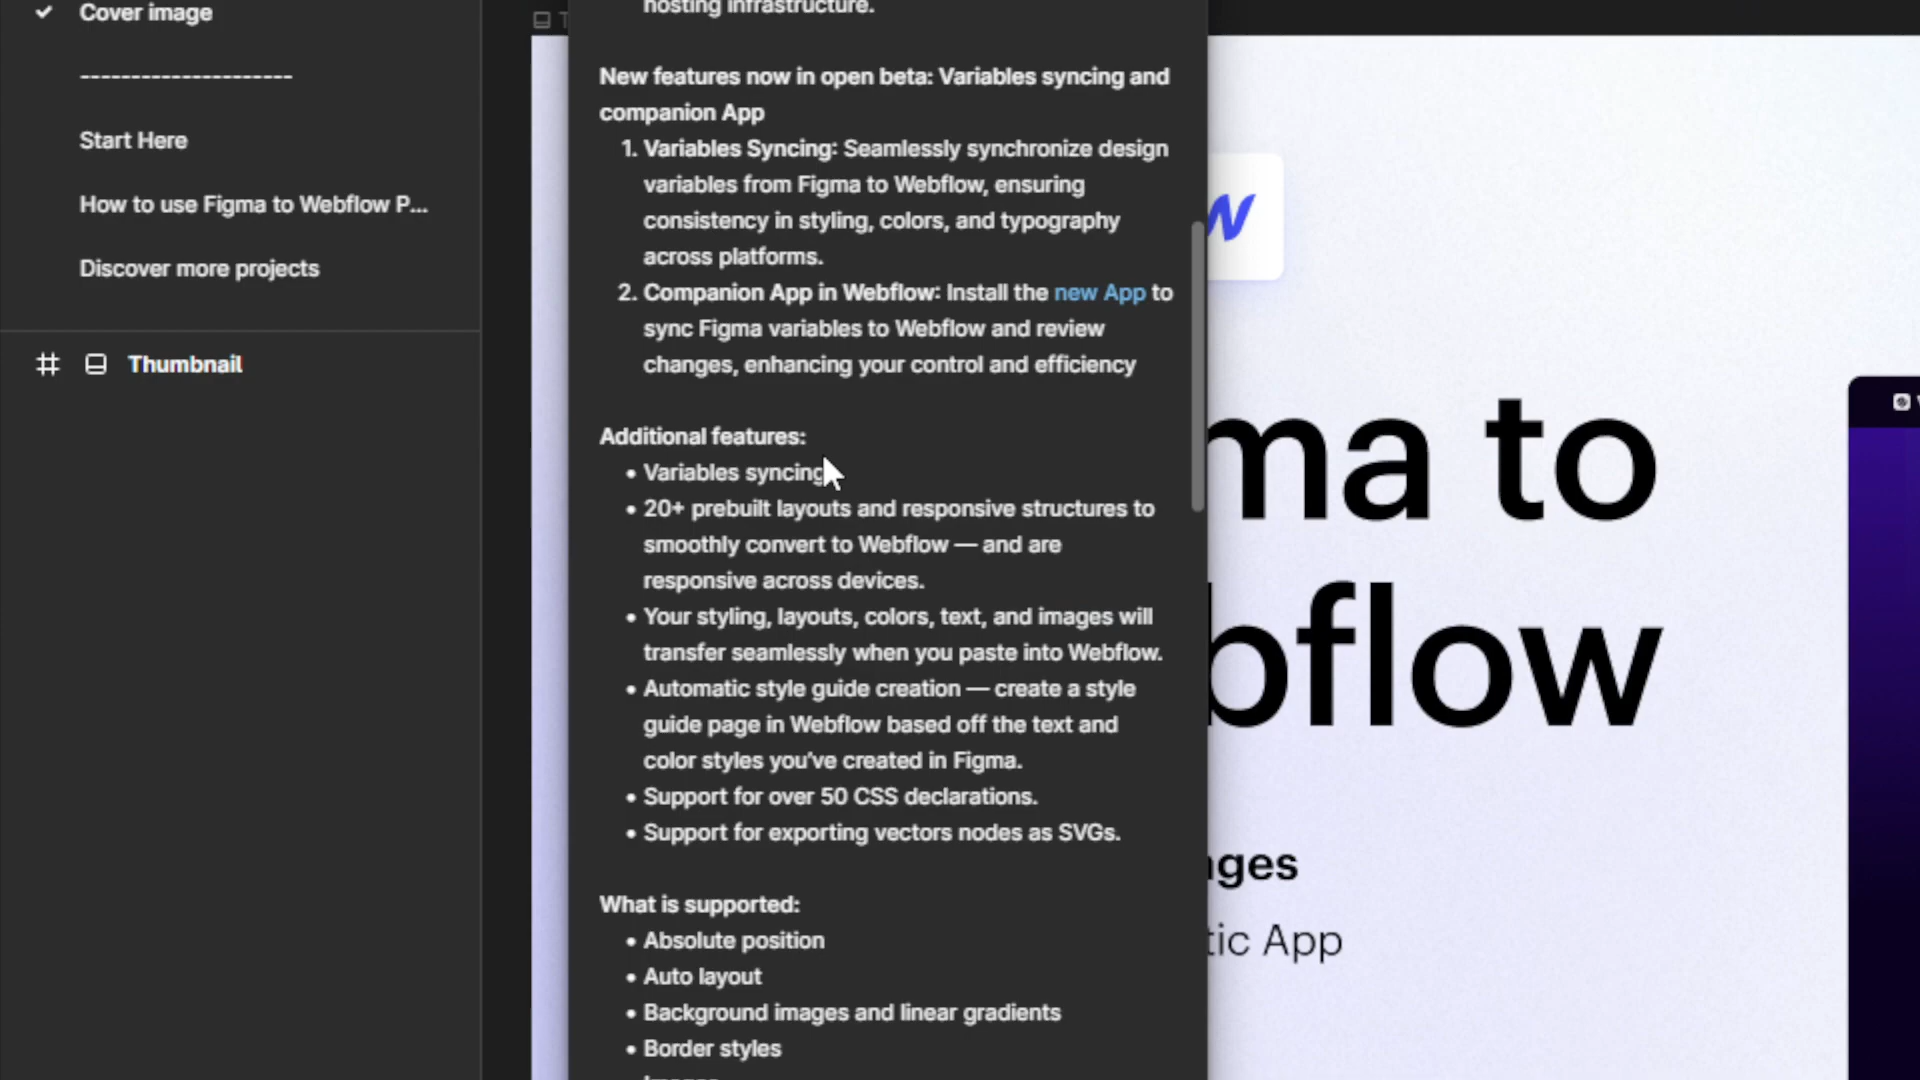 Cover image
---------------------
Start Here
How to use Figma to Webflow P...
Discover more projects
Thumbnail
hosting infrastructure.
New features now in open beta: Variables syncing and
companion App
1. Variables Syncing: Seamlessly synchronize design
variables from Figma to Webflow, ensuring
consistency in styling, colors, and typography
across platforms.
2. Companion App in Webflow: Install the new App to
sync Figma variables to Webflow and review
changes, enhancing your control and efficiency
Additional features:
• Variables syncing
• 20+ prebuilt layouts and responsive structures to
smoothly convert to Webflow — and are
responsive across devices.
• Your styling, layouts, colors, text, and images will
transfer seamlessly when you paste into Webflow.
• Automatic style guide creation — create a style
guide page in Webflow based off the text and
color styles you've created in Figma.
• Support for over 50 CSS declarations.
• Support for exporting vectors nodes as SVGs.
What is supported:
• Absolute position
• Auto layout
• Background images and linear gradients
• Border styles
ma to
bflow
ages
tic App